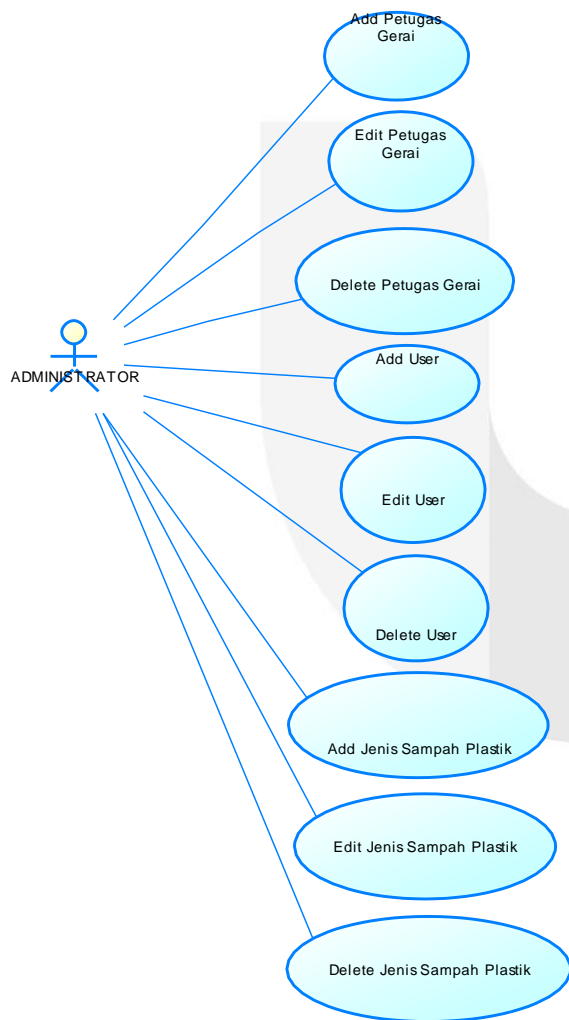 Add Petugas
Gerai
Edit Petugas
Gerai
Delete Petugas Gerai
Add User
ADMINISTRATOR
Edit User
Delete User
Add Jenis Sampah Plastik
Edit Jenis Sampah Plastik
Delete Jenis Sampah Plastik